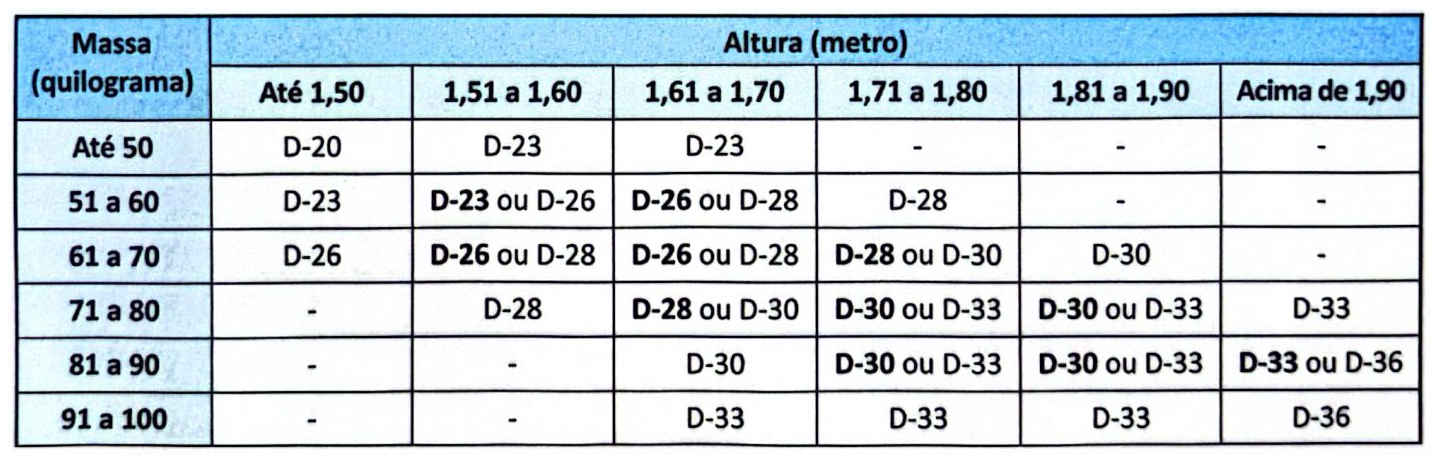 Massa (quilograma) Altura (metro)
Até 1,50 1,51 a 1,60 1,61 a 1,70 1,71 a 1,80 1,81 a 1,90 Acima de 1,90
Até 50 D-20 D-23 D-23 - - -
51 a 60 D-23 D-23 ou D-26 D-26 ou D-28 D-28 - -
61 a 70 D-26 D-26 ou D-28 D-26 ou D-28 D-28 ou D-30 D-30 -
71 a 80 - D-28 D-28 ou D-30 D-30 ou D-33 D-30 ou D-33 D-33
81 a 90 - - D-30 D-30 ou D-33 D-30 ou D-33 D-33 ou D-36
91 a 100 - - D-33 D-33 D-33 D-36